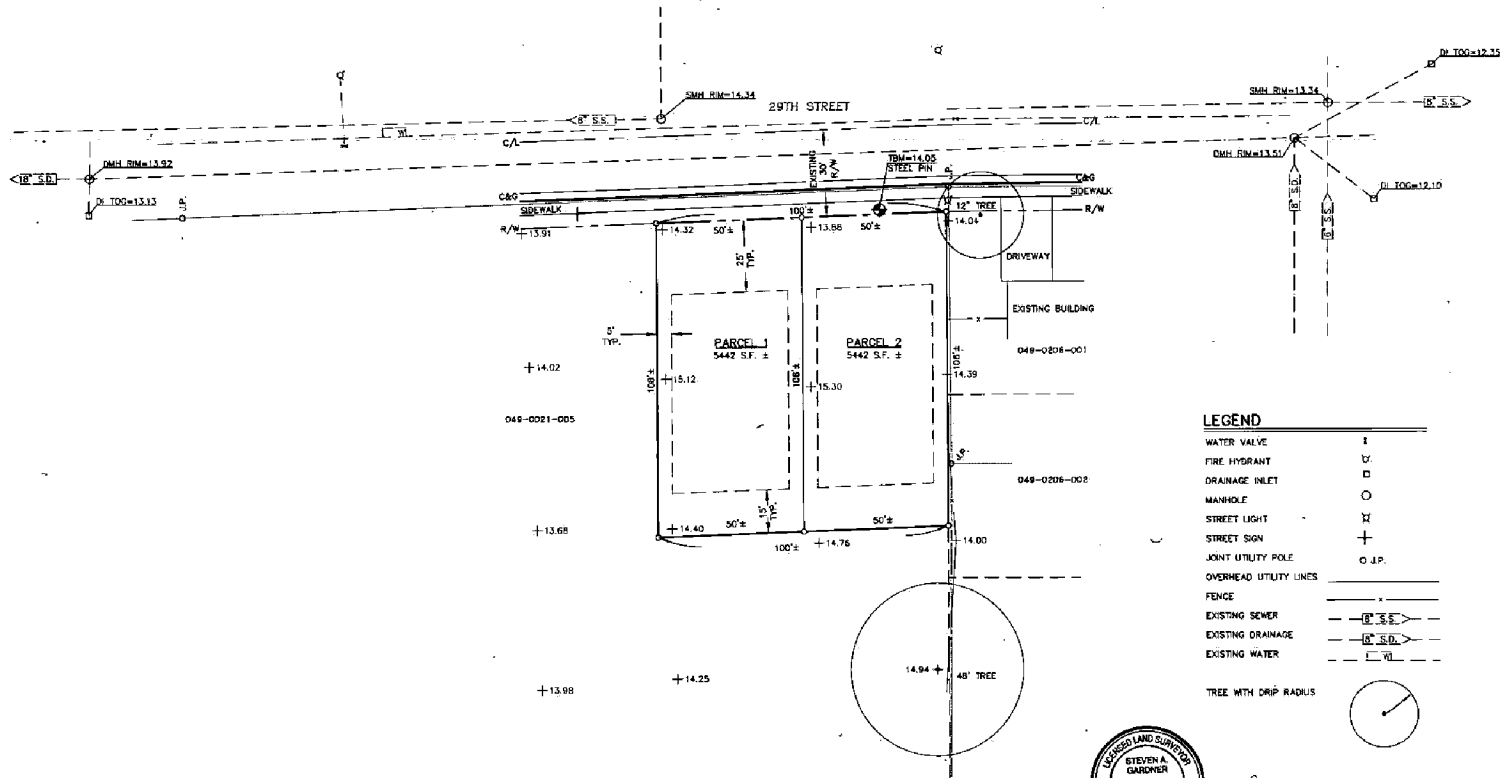 DI TOG=12.35
SMH RIM=14.34
29TH STREET
SMH RIM=13.34
8" S.S.
8" S.S.
W
C/L
C/L
DMH RIM=13.92
EXISTING
30'
R/W
TBM=14.05
STEEL PIN
J.P.
DMH RIM=13.51
18" S.D.
C&G
C&G
SIDEWALK
DI TOG=12.10
DI TOG=13.13
J.P.
SIDEWALK
100'±
12" TREE
R/W
8" S.D.
6" S.S.
R/W
13.91
14.32
50'±
13.88
50'±
14.04
25'
TYP.
DRIVEWAY
EXISTING BUILDING
5'
TYP.
PARCEL 1
5442 S.F. ±
PARCEL 2
5442 S.F. ±
049-0206-001
14.02
108'±
15.12
108'±
15.30
108'±
14.39
049-0021-005
LEGEND
WATER VALVE
FIRE HYDRANT
DRAINAGE INLET
MANHOLE
STREET LIGHT
STREET SIGN
JOINT UTILITY POLE
J.P.
OVERHEAD UTILITY LINES
FENCE
EXISTING SEWER
8" S.S.
EXISTING DRAINAGE
8" S.D.
EXISTING WATER
W
TREE WITH DRIP RADIUS
J.P.
049-0206-002
15'
TYP.
13.68
14.40
50'±
50'±
100'±
14.76
14.00
14.94
48' TREE
13.98
14.25
LICENSED LAND SURVEYOR
STEVEN A.
GARDNER